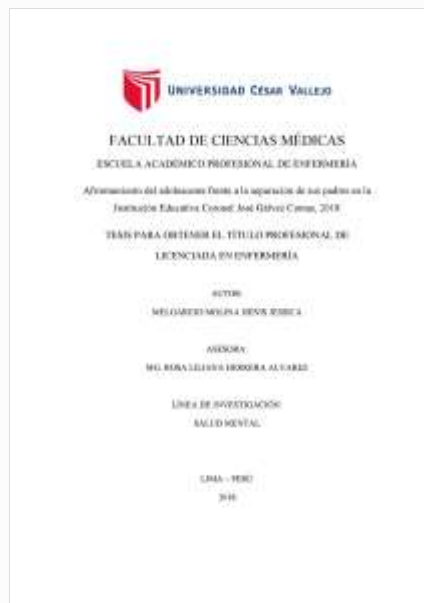 UNIVERSIDAD CÉSAR VALLEJO
FACULTAD DE CIENCIAS MÉDICAS
ESCUELA ACADÉMICO PROFESIONAL DE ENFERMERÍA
Afrontamiento del adolescente frente a la separación de sus padres en la
Institución Educativa Coronel José Gálvez Comas, 2018
TESIS PARA OBTENER EL TÍTULO PROFESIONAL DE
LICENCIADA EN ENFERMERÍA
AUTOR:
MELGAREJO MOLINA DENIS JESSICA
ASESORA:
MG. ROSA LILIANA HERRERA ALVAREZ
LÍNEA DE INVESTIGACIÓN:
SALUD MENTAL
LIMA – PERÚ
2018